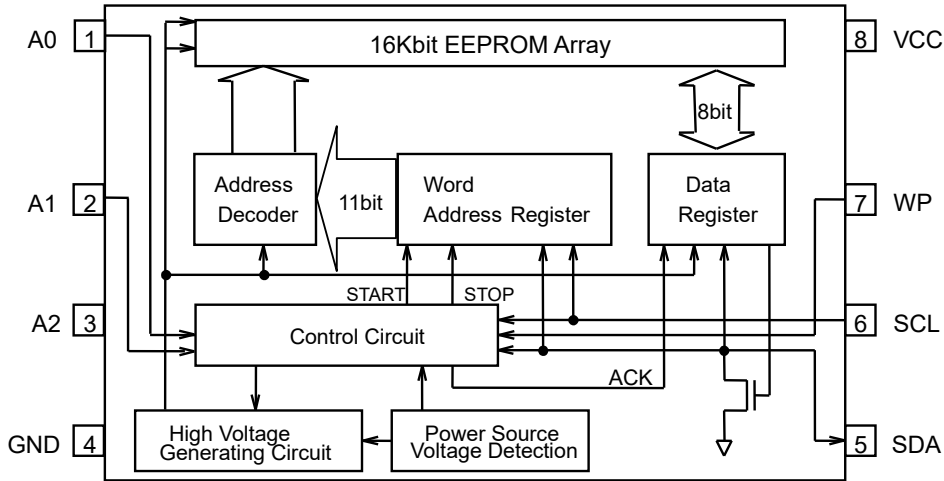 A0
1
16Kbit EEPROM Array
8
VCC
8bit
A1
2
Address
Decoder
11bit
Word
Address Register
Data
Register
7
WP
START
STOP
A2
3
Control Circuit
6
SCL
ACK
GND
4
High Voltage
Generating Circuit
Power Source
Voltage Detection
5
SDA